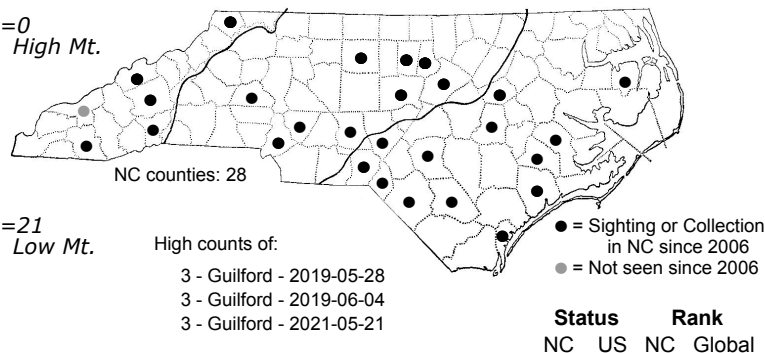 =0
High Mt.
NC counties: 28
=21
Low Mt.
High counts of:
3 - Guilford - 2019-05-28
3 - Guilford - 2019-06-04
3 - Guilford - 2021-05-21
= Sighting or Collection
in NC since 2006
= Not seen since 2006
Status Rank
NC US NC Global